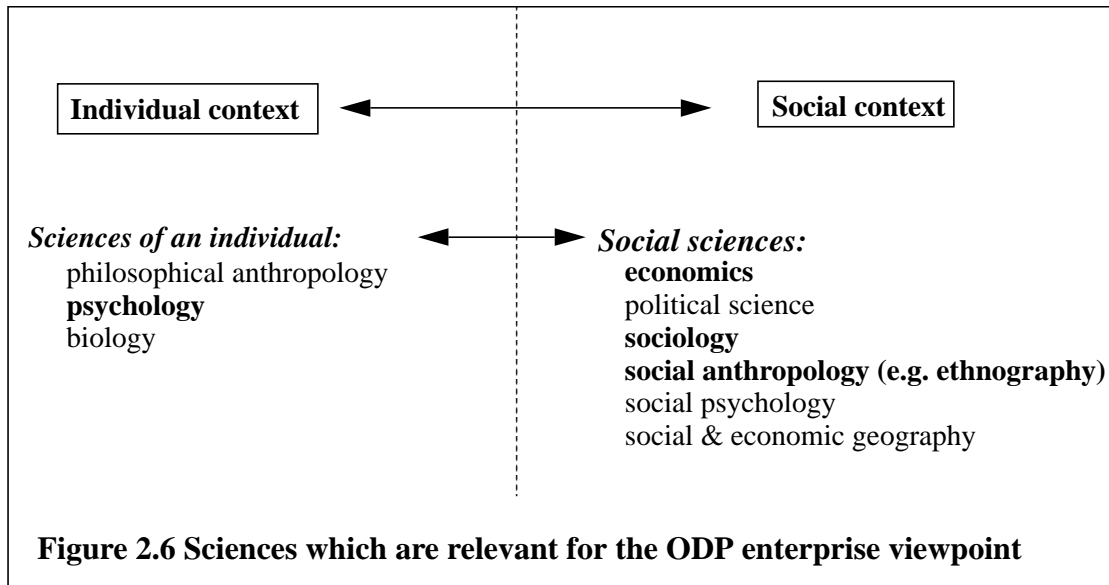 Individual context
Social context
Sciences of an individual:
philosophical anthropology
psychology
biology
Social sciences:
economics
political science
sociology
social anthropology (e.g. ethnography)
social psychology
social & economic geography
Figure 2.6 Sciences which are relevant for the ODP enterprise viewpoint